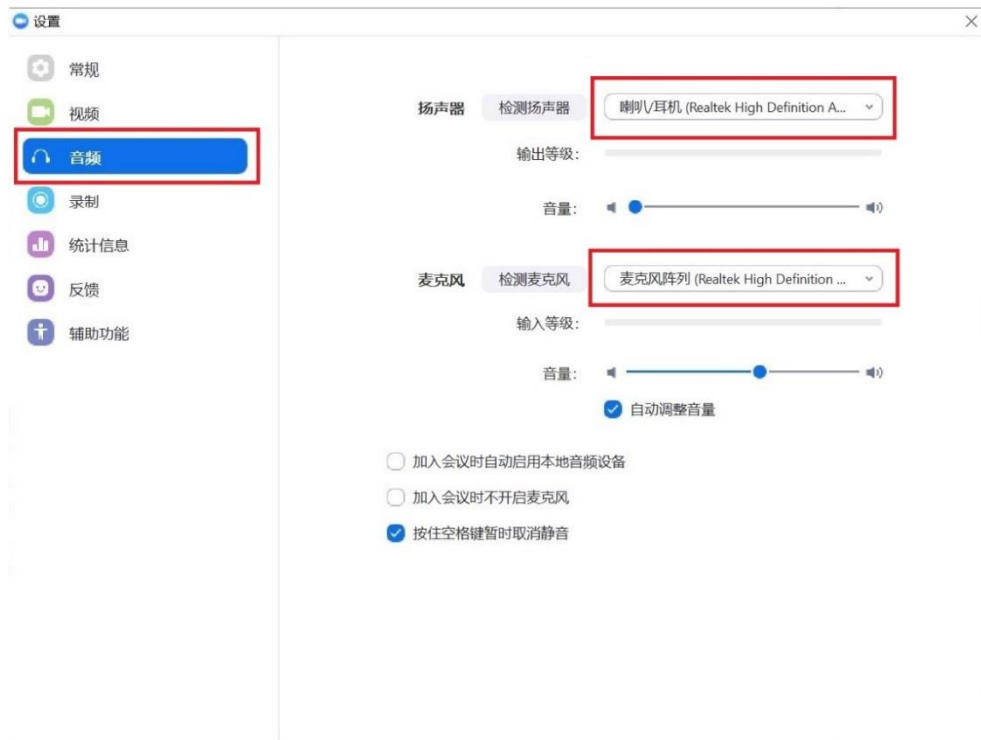 设置
常规
视频
音频
录制
统计信息
反馈
辅助功能
扬声器 检测扬声器 喇叭/耳机 (Realtek High Definition A...
输出等级:
音量:
麦克风 检测麦克风 麦克风阵列 (Realtek High Definition ...
输入等级:
音量:
自动调整音量
加入会议时自动启用本地音频设备
加入会议时不开启麦克风
按住空格键暂时取消静音